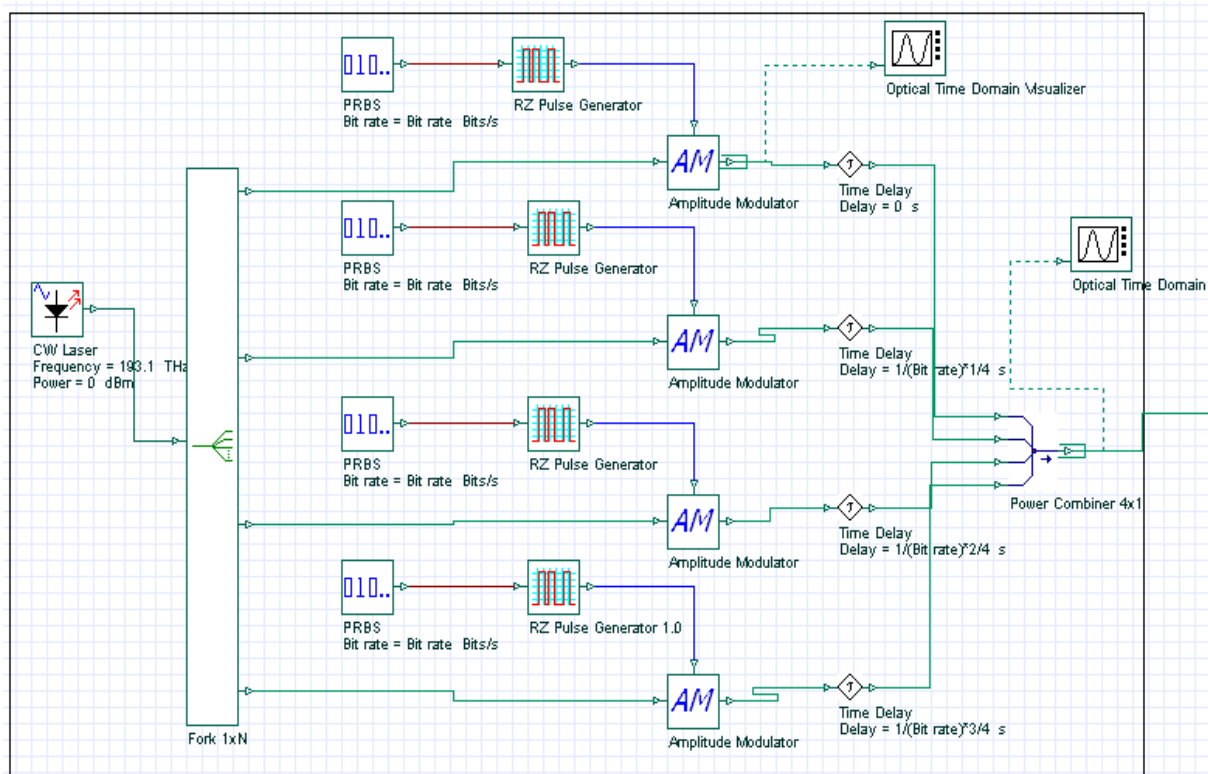 010..
PRBS
Bit rate = Bit rate Bits/s
RZ Pulse Generator
Optical Time Domain Visualizer
AM
Amplitude Modulator
τ
Time Delay
Delay = 0 s
010..
PRBS
Bit rate = Bit rate Bits/s
RZ Pulse Generator
Optical Time Domain
CW Laser
Frequency = 193.1 THz
Power = 0 dBm
AM
Amplitude Modulator
τ
Time Delay
Delay = 1/(Bit rate)*1/4 s
010..
PRBS
Bit rate = Bit rate Bits/s
RZ Pulse Generator
Power Combiner 4x1
AM
Amplitude Modulator
τ
Time Delay
Delay = 1/(Bit rate)*2/4 s
010..
PRBS
Bit rate = Bit rate Bits/s
RZ Pulse Generator 1.0
AM
Amplitude Modulator
τ
Time Delay
Delay = 1/(Bit rate)*3/4 s
Fork 1xN